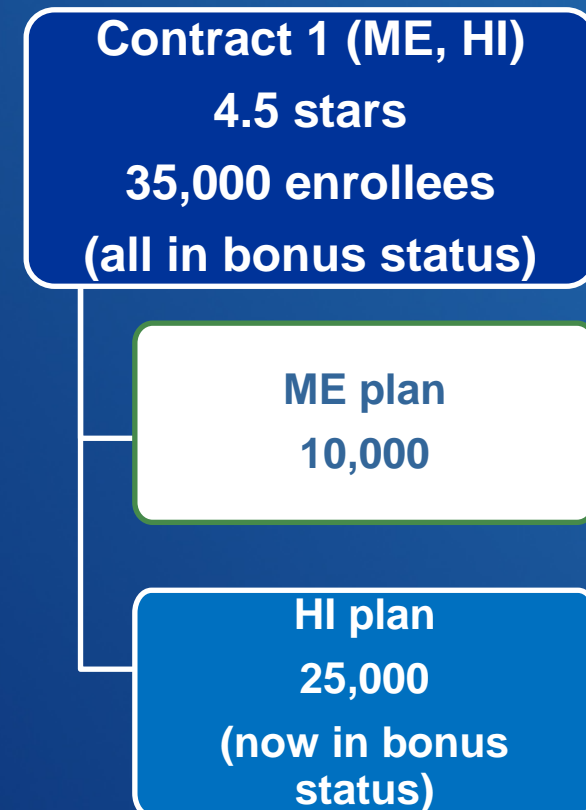 Contract 1 (ME, HI)
4.5 stars
35,000 enrollees
(all in bonus status)
ME plan
10,000
HI plan
25,000
(now in bonus
status)